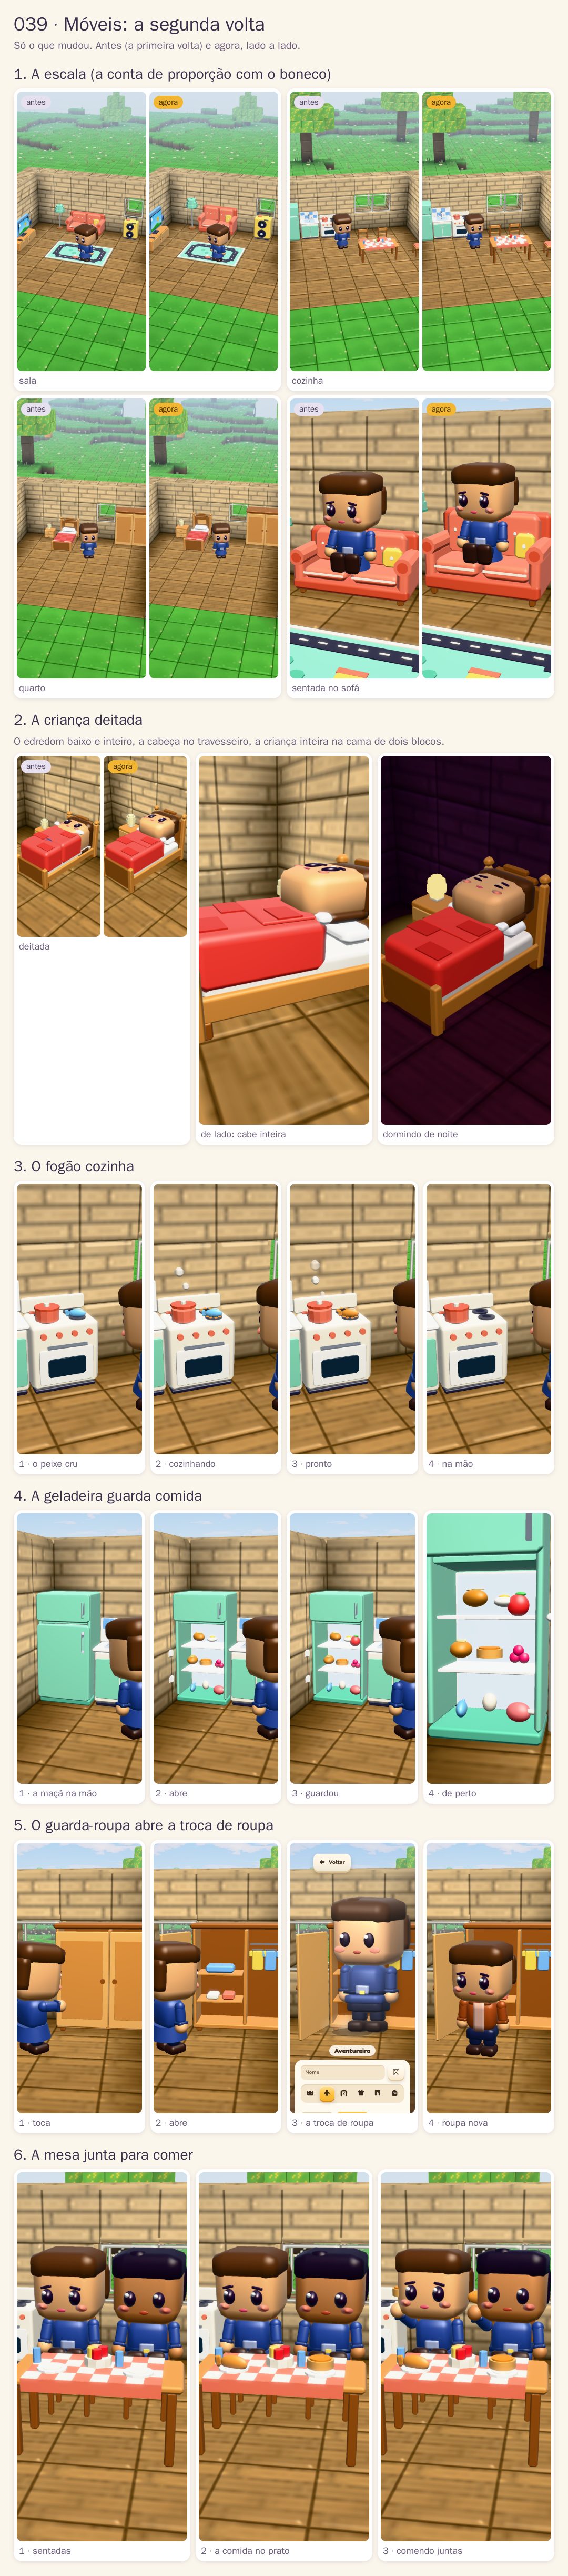 039 · Móveis: a segunda volta
Só o que mudou. Antes (a primeira volta) e agora, lado a lado.
1. A escala (a conta de proporção com o boneco)
antes
agora
antes
agora
sala
cozinha
antes
agora
antes
agora
quarto
sentada no sofá
2. A criança deitada
O edredom baixo e inteiro, a cabeça no travesseiro, a criança inteira na cama de dois blocos.
antes
agora
deitada
de lado: cabe inteira
dormindo de noite
3. O fogão cozinha
1 · o peixe cru
2 · cozinhando
3 · pronto
4 · na mão
4. A geladeira guarda comida
1 · a maçã na mão
2 · abre
3 · guardou
4 · de perto
5. O guarda-roupa abre a troca de roupa
← Voltar
Aventureiro
Nome
1 · toca
2 · abre
3 · a troca de roupa
4 · roupa nova
6. A mesa junta para comer
1 · sentadas
2 · a comida no prato
3 · comendo juntas